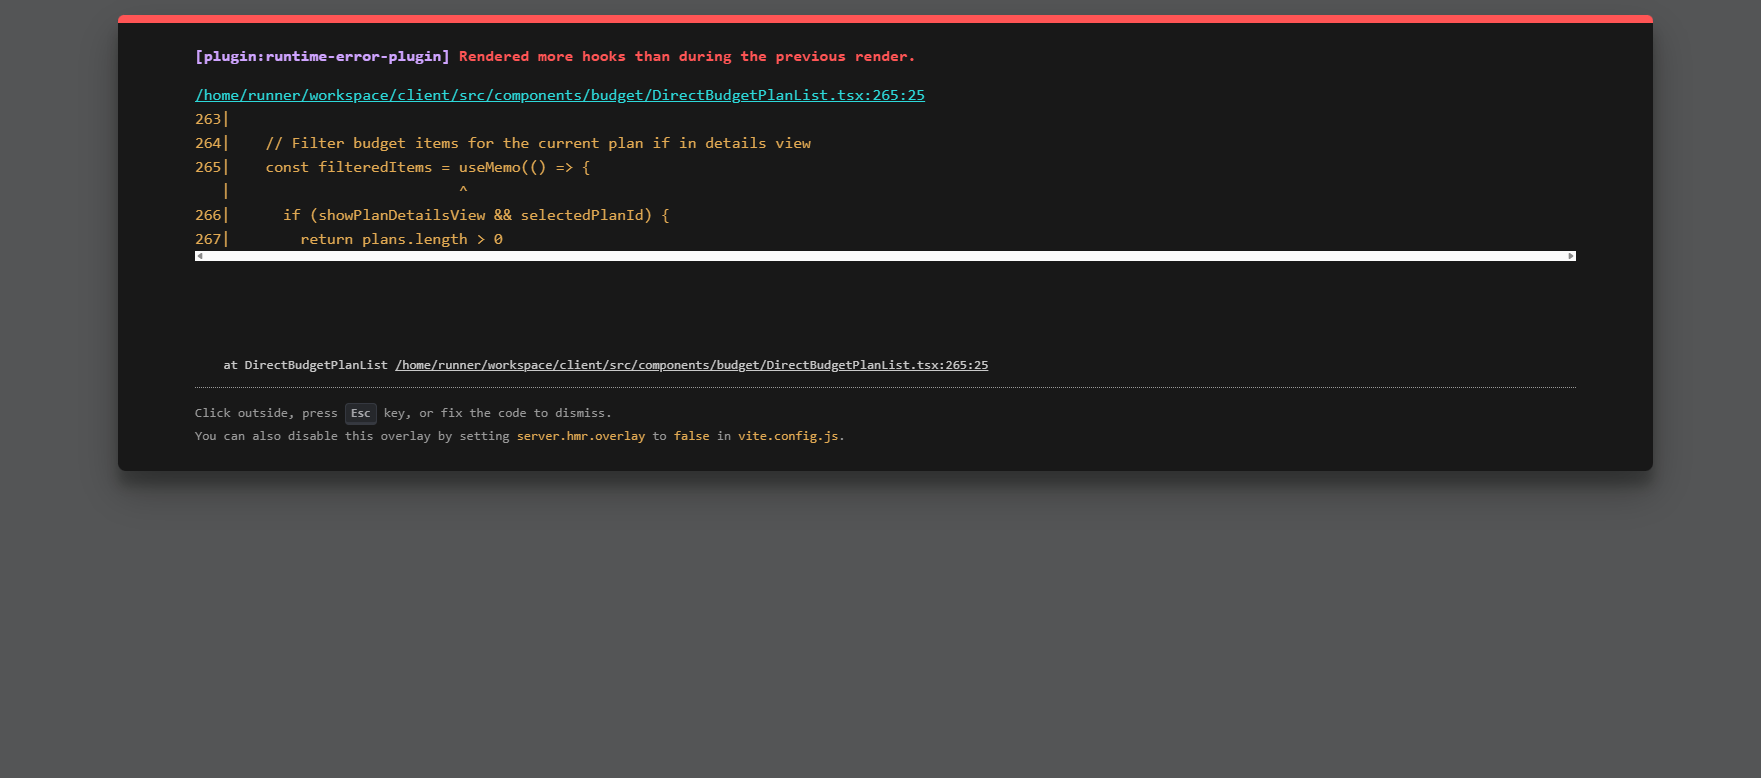 [plugin:runtime-error-plugin] Rendered more hooks than during the previous render.
/home/runner/workspace/client/src/components/budget/DirectBudgetPlanList.tsx:265:25
263|
264|    // Filter budget items for the current plan if in details view
265|    const filteredItems = useMemo(() => {
   |                          ^
266|      if (showPlanDetailsView && selectedPlanId) {
267|        return plans.length > 0
at DirectBudgetPlanList /home/runner/workspace/client/src/components/budget/DirectBudgetPlanList.tsx:265:25
Click outside, press Esc key, or fix the code to dismiss.
You can also disable this overlay by setting server.hmr.overlay to false in vite.config.js.